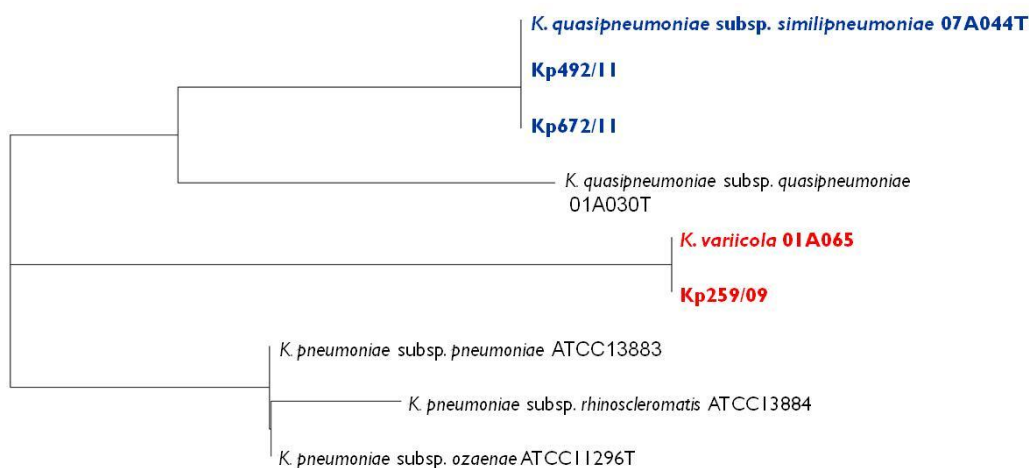 K. quasipneumoniae subsp. similipneumoniae 07A044T
Kp492/11
Kp672/11
K. quasipneumoniae subsp. quasipneumoniae
01A030T
K. variicola 01A065
Kp259/09
K. pneumoniae subsp. pneumoniae ATCC13883
K. pneumoniae subsp. rhinoscleromatis ATCC13884
K. pneumoniae subsp. ozaenae ATCC11296T